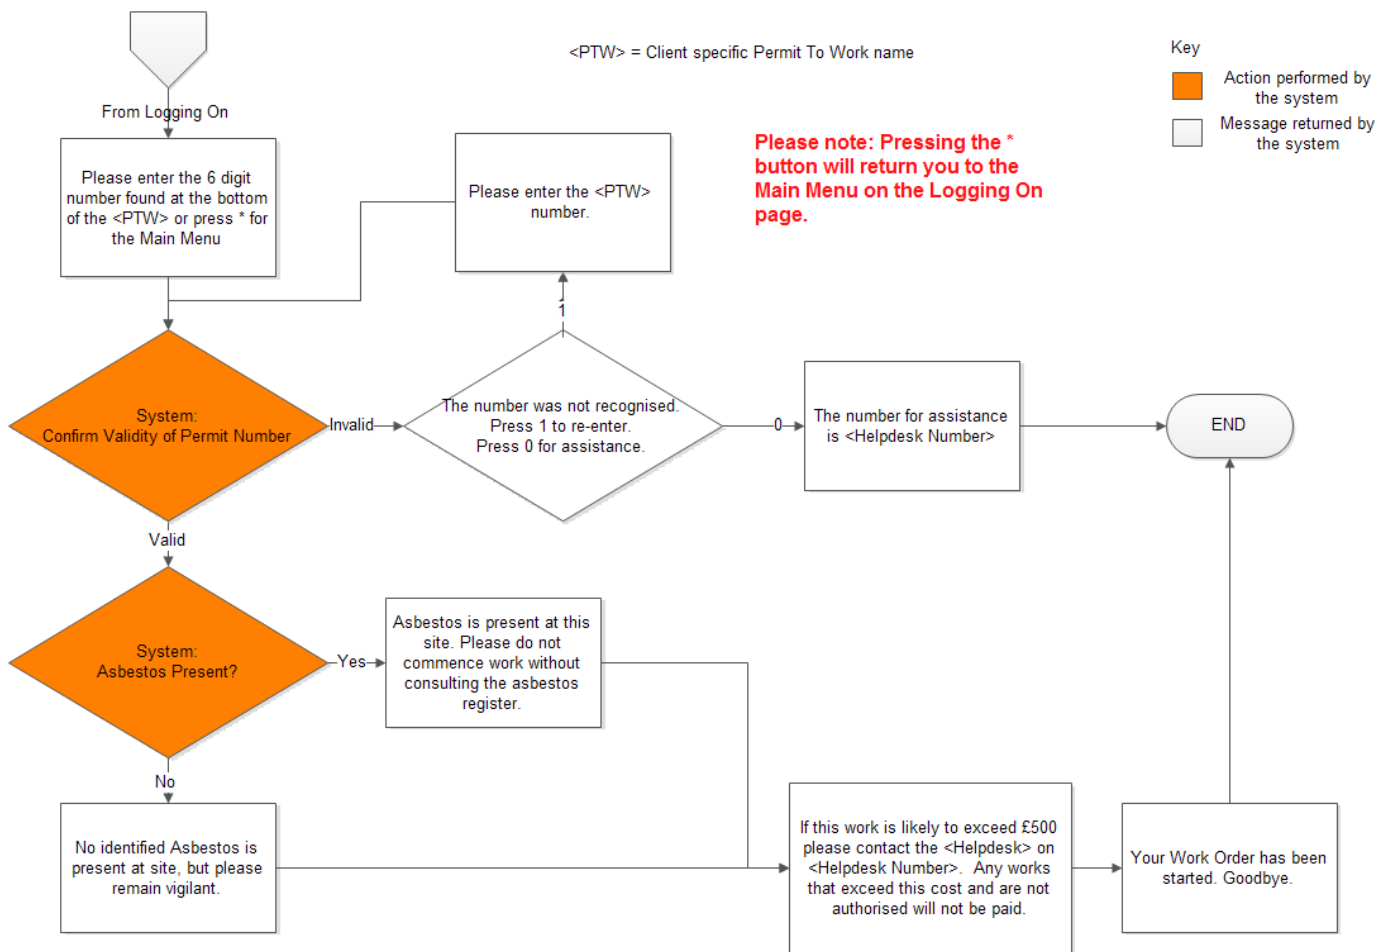 <PTW> = Client specific Permit To Work name
Key
Action performed by
the system
Message returned by
the system
From Logging On
Please enter the 6 digit
number found at the bottom
of the <PTW> or press * for
the Main Menu
Please enter the <PTW>
number.
Please note: Pressing the *
button will return you to the
Main Menu on the Logging On
page.
1
System:
Confirm Validity of Permit Number
Invalid
The number was not recognised.
Press 1 to re-enter.
Press 0 for assistance.
0
The number for assistance
is <Helpdesk Number>
END
Valid
System:
Asbestos Present?
Yes
Asbestos is present at this
site. Please do not
commence work without
consulting the asbestos
register.
No
No identified Asbestos is
present at site, but please
remain vigilant.
If this work is likely to exceed £500
please contact the <Helpdesk> on
<Helpdesk Number>.  Any works
that exceed this cost and are not
authorised will not be paid.
Your Work Order has been
started. Goodbye.